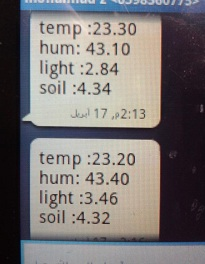 temp :23.30
hum: 43.10
light :2.84
soil :4.34
2:13م, 17 أبريل
temp :23.20
hum: 43.40
light :3.46
soil :4.32